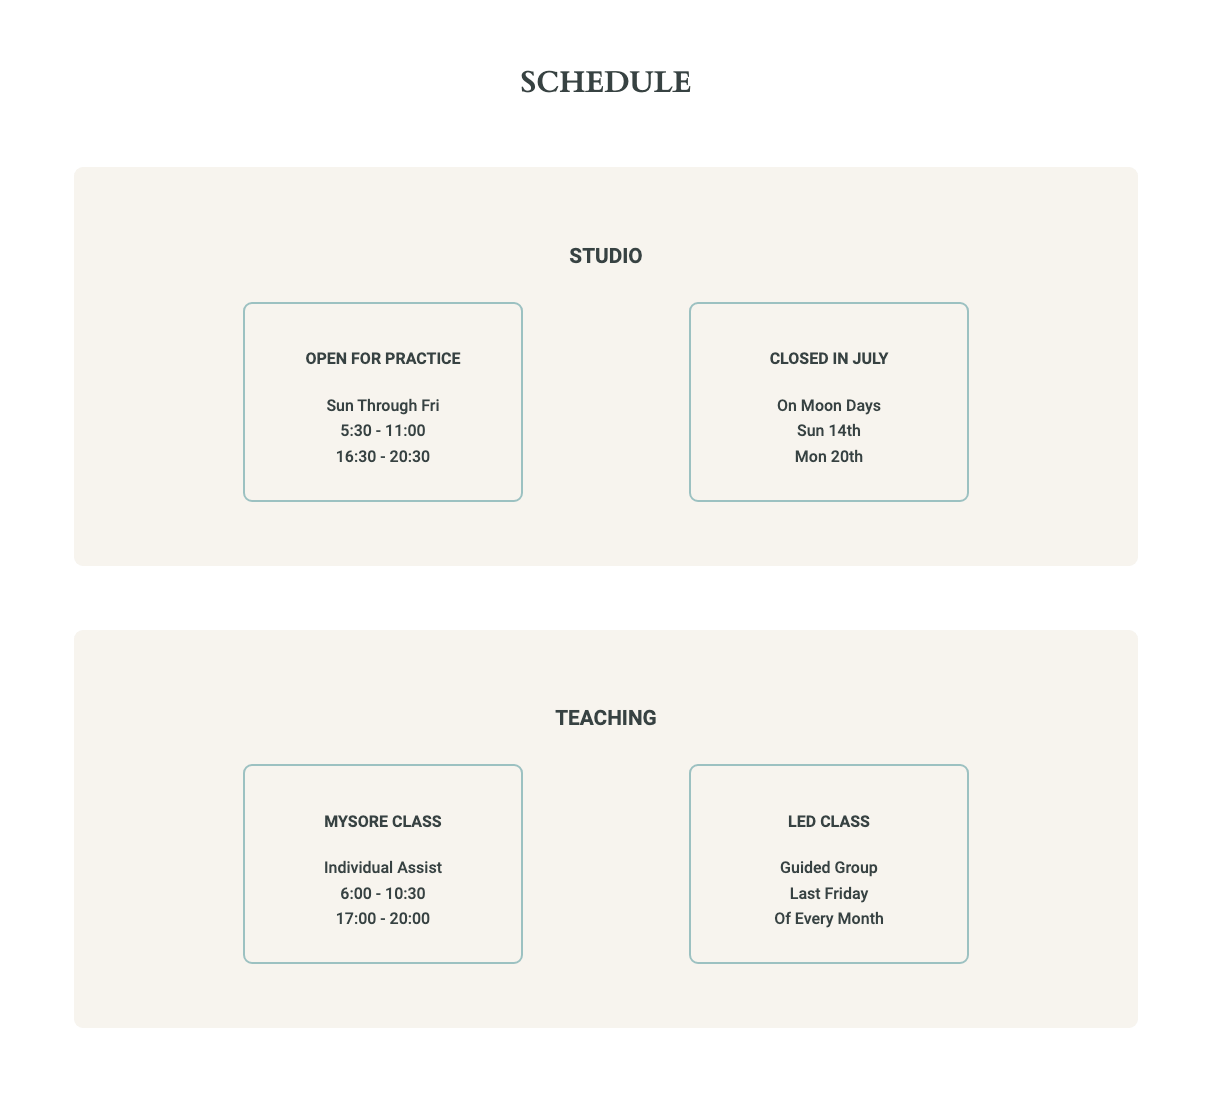 SCHEDULE
STUDIO
OPEN FOR PRACTICE
Sun Through Fri
5:30 - 11:00
16:30 - 20:30
CLOSED IN JULY
On Moon Days
Sun 14th
Mon 20th
TEACHING
MYSORE CLASS
Individual Assist
6:00 - 10:30
17:00 - 20:00
LED CLASS
Guided Group
Last Friday
Of Every Month